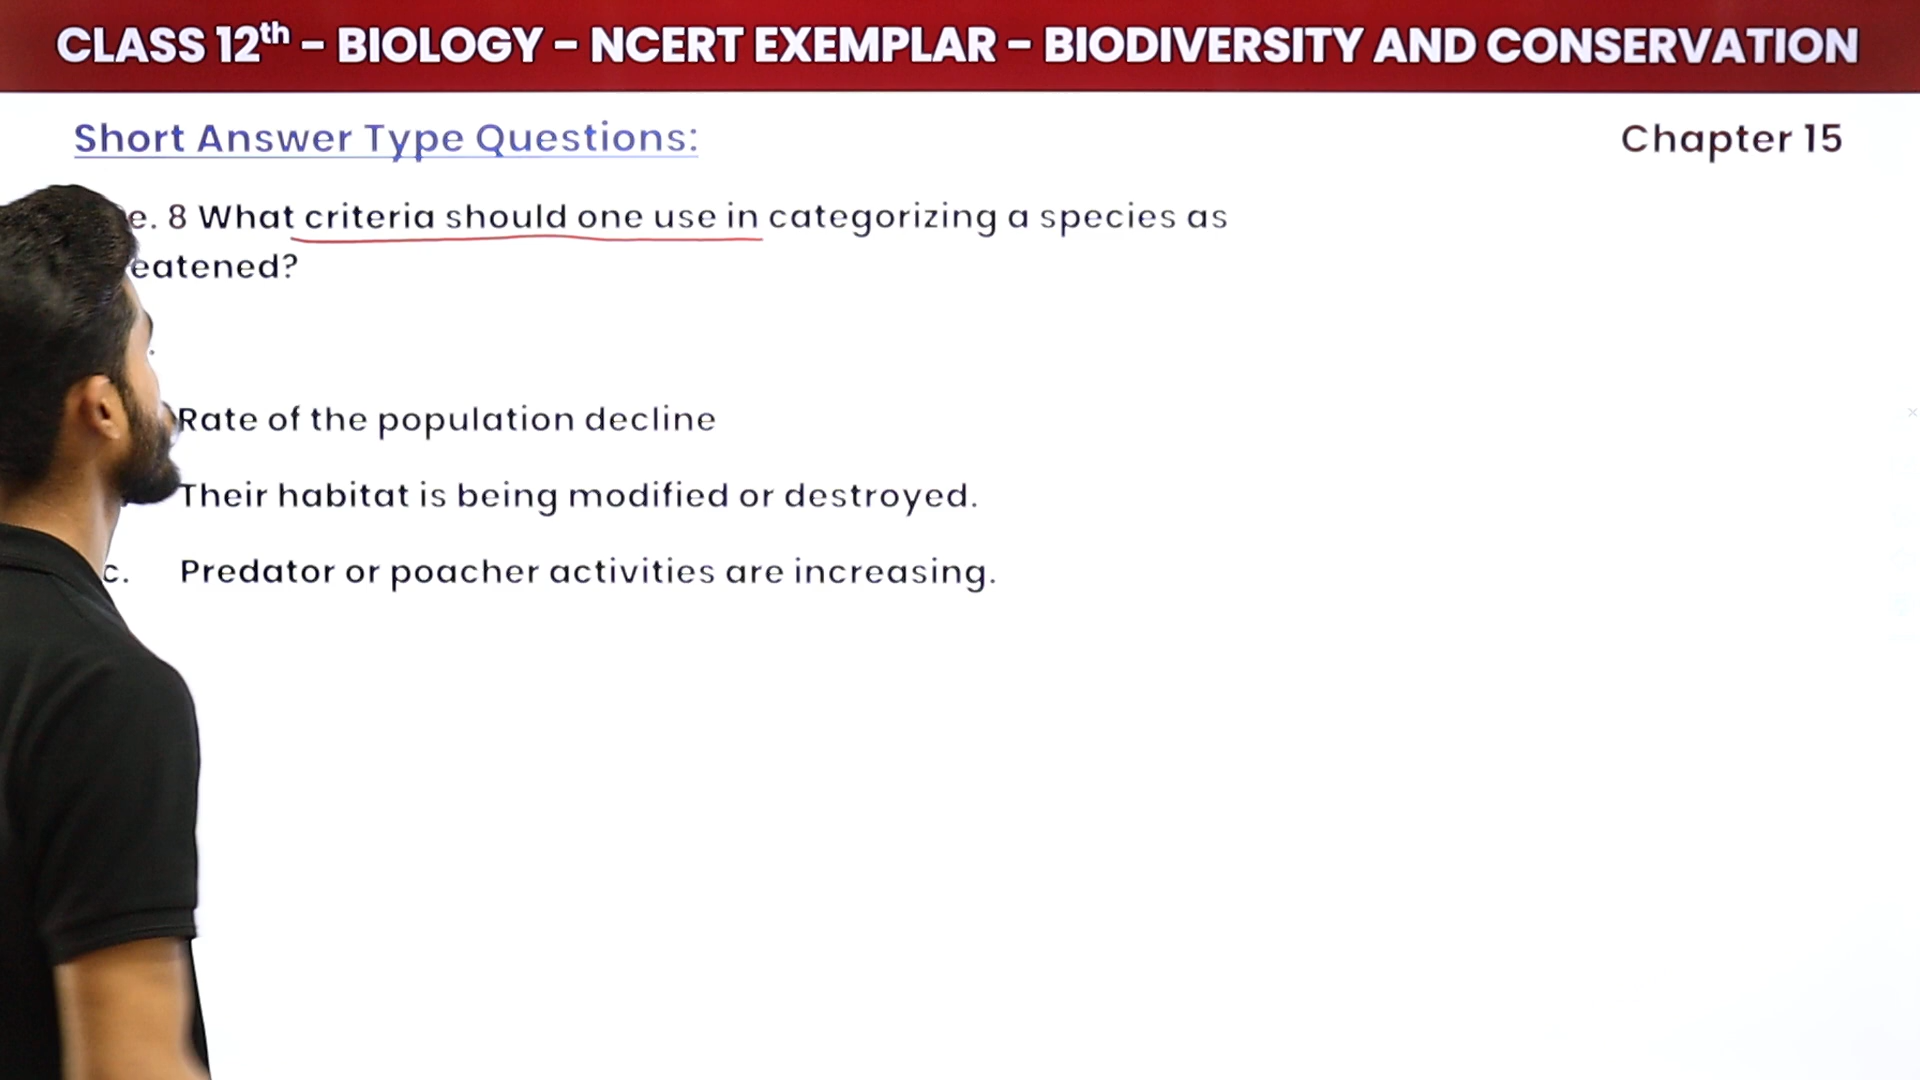 CLASS 12th – BIOLOGY – NCERT EXEMPLAR – BIODIVERSITY AND CONSERVATION
Short Answer Type Questions:
Chapter 15
e. 8 What criteria should one use in categorizing a species as
eatened?
Rate of the population decline
Their habitat is being modified or destroyed.
c. Predator or poacher activities are increasing.